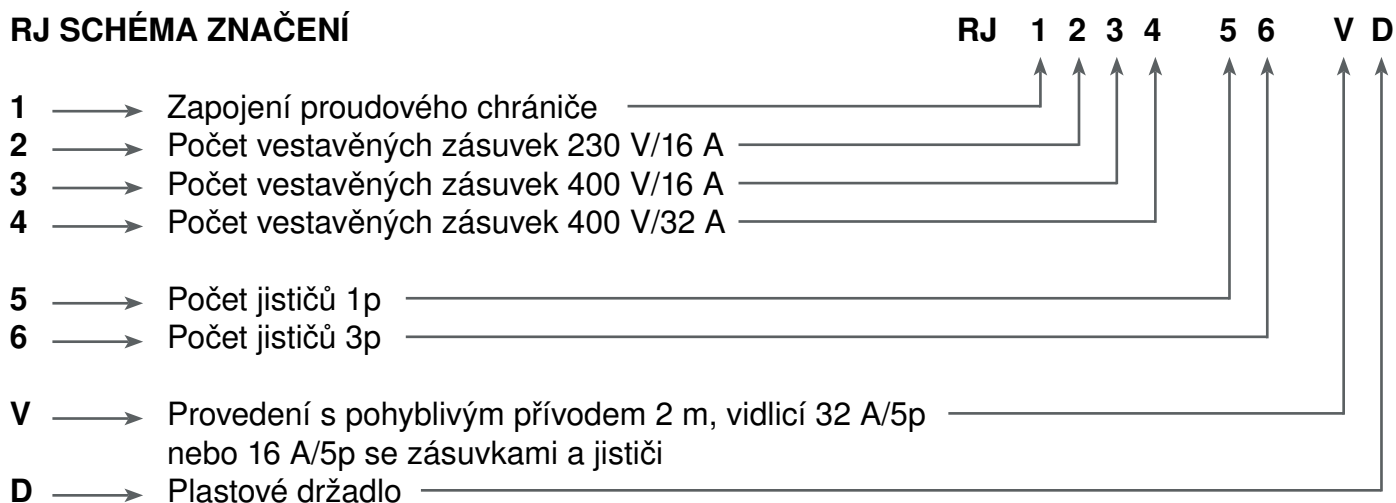 RJ SCHÉMA ZNAČENÍ RJ 1 2 3 4 5 6 V D
1 Zapojení proudového chrániče
2 Počet vestavěných zásuvek 230 V/16 A
3 Počet vestavěných zásuvek 400 V/16 A
4 Počet vestavěných zásuvek 400 V/32 A
5 Počet jističů 1p
6 Počet jističů 3p
V Provedení s pohyblivým přívodem 2 m, vidlicí 32 A/5p
nebo 16 A/5p se zásuvkami a jističi
D Plastové držadlo